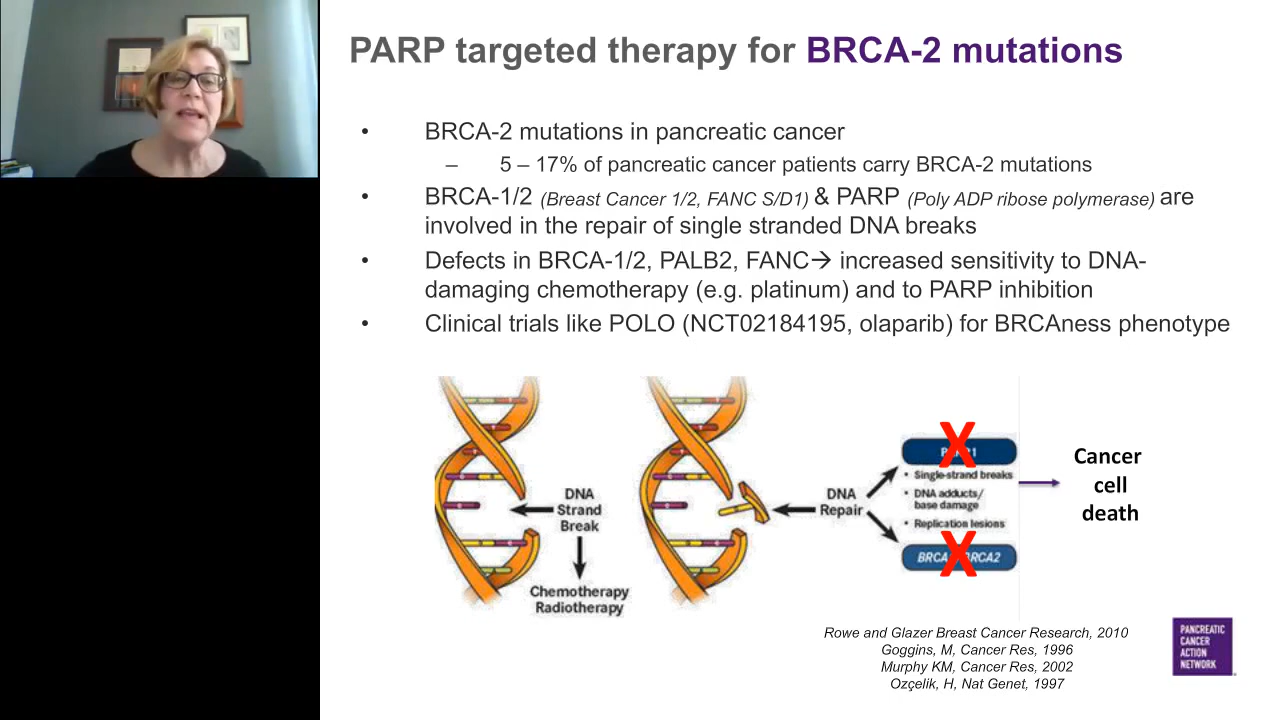 PARP targeted therapy for BRCA-2 mutations
• BRCA-2 mutations in pancreatic cancer
– 5 – 17% of pancreatic cancer patients carry BRCA-2 mutations
• BRCA-1/2 (Breast Cancer 1/2, FANC S/D1) & PARP (Poly ADP ribose polymerase) are
involved in the repair of single stranded DNA breaks
• Defects in BRCA-1/2, PALB2, FANC→ increased sensitivity to DNA-
damaging chemotherapy (e.g. platinum) and to PARP inhibition
• Clinical trials like POLO (NCT02184195, olaparib) for BRCAness phenotype
DNA
Strand
Break
Chemotherapy
Radiotherapy
DNA
Repair
X
• Single-strand breaks
• DNA adducts/
base damage
• Replication lesions
X
BRCA2
Cancer
cell
death
Rowe and Glazer Breast Cancer Research, 2010
Goggins, M, Cancer Res, 1996
Murphy KM, Cancer Res, 2002
Ozçelik, H, Nat Genet, 1997
PANCREATIC
CANCER
ACTION
NETWORK